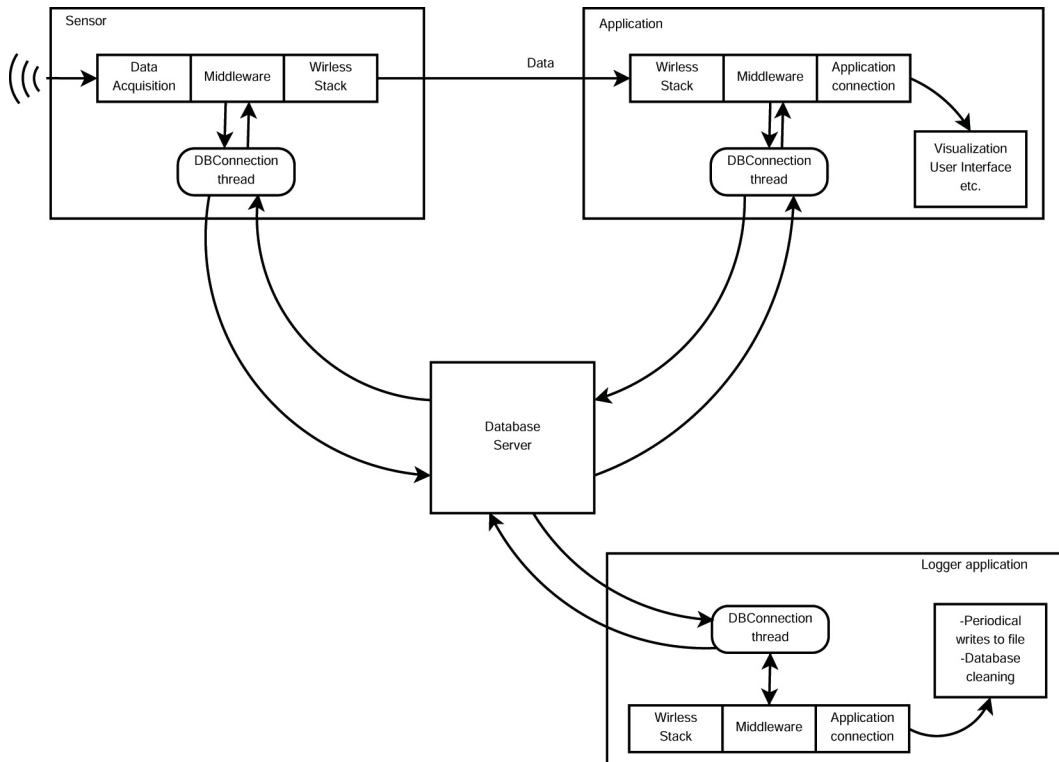 Sensor
Data
Acquisition
Middleware
Wirless
Stack
DBConnection
thread
Data
Application
Wirless
Stack
Middleware
Application
connection
DBConnection
thread
Visualization
User Interface
etc.
Database
Server
Logger application
DBConnection
thread
-Periodical
writes to file
-Database
cleaning
Wirless
Stack
Middleware
Application
connection